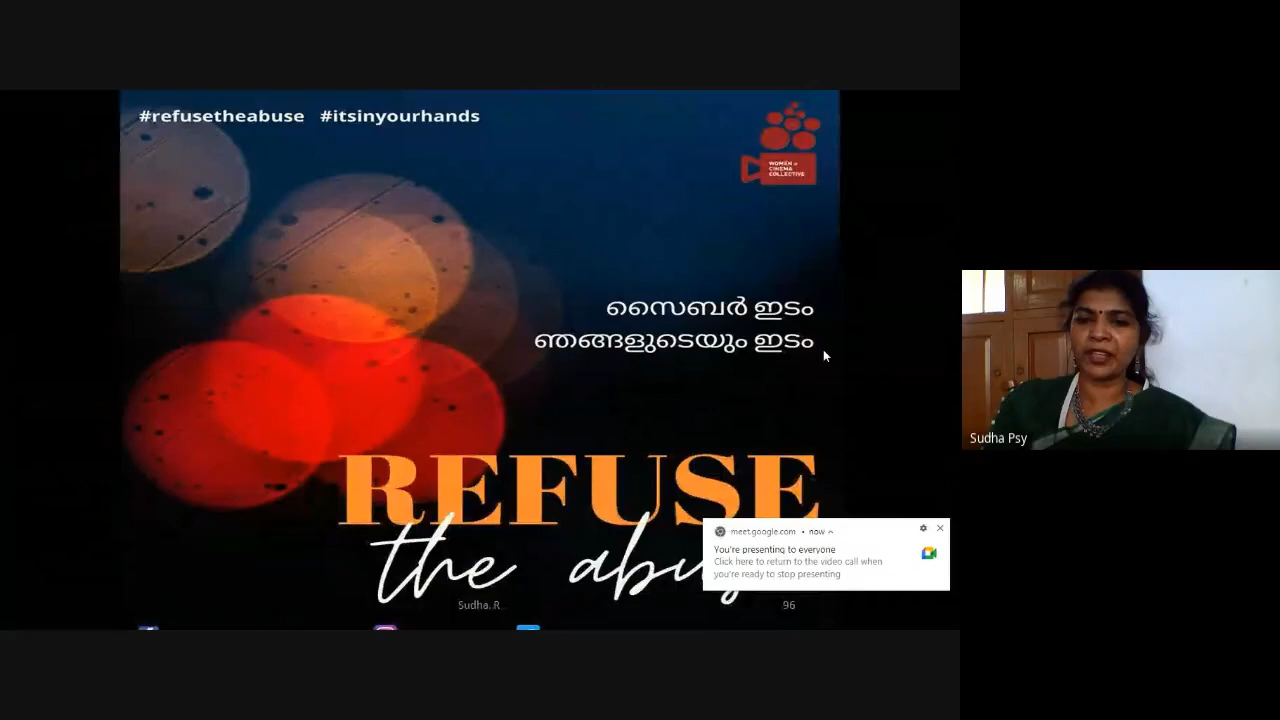 #refusetheabuse #itsinyourhands
WOMEN in
CINEMA
COLLECTIVE
സൈബർ ഇടം
ഞങ്ങളുടെയും ഇടം
REFUSE
the
Sudha. R
96
meet.google.com • now
You're presenting to everyone
Click here to return to the video call when
you're ready to stop presenting
Sudha Psy